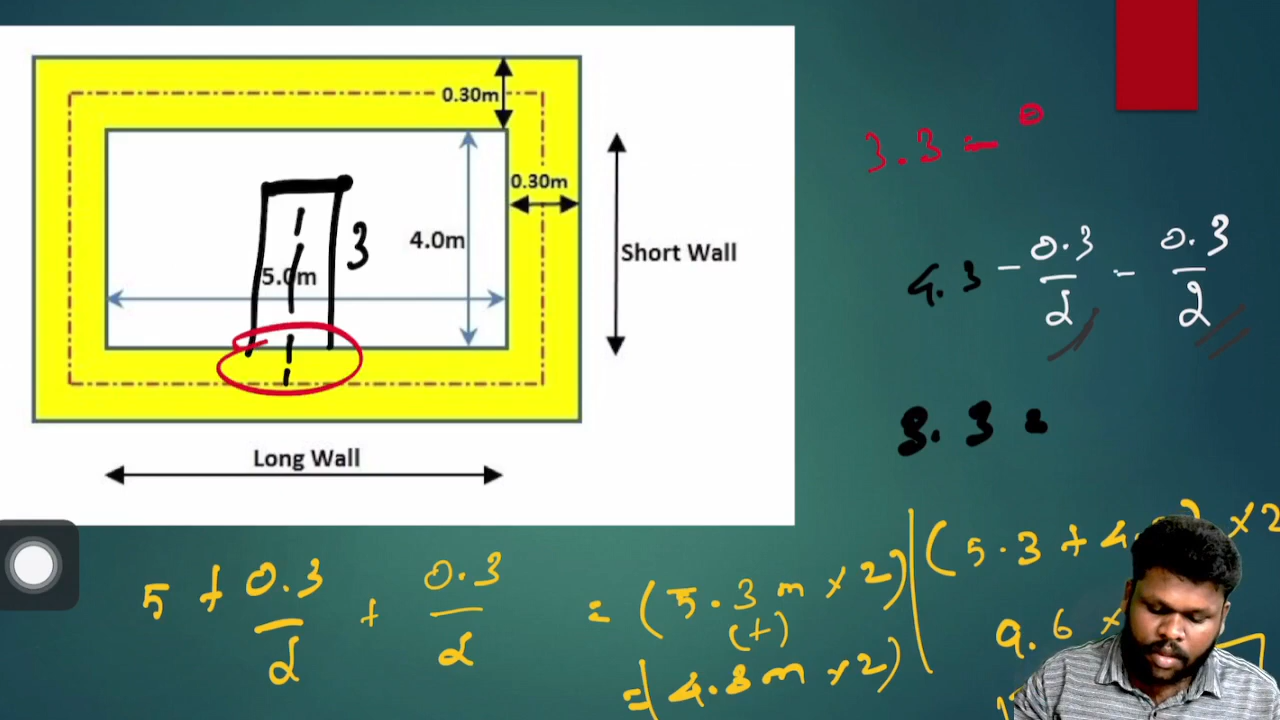 0.30m
0.30m
4.0m
5.0m
3
Short Wall
Long Wall
3.3 =
4.3 - 0.3/2 - 0.3/2
3.3 =
5 + 0.3/2 + 0.3/2
= (5.3 m × 2)
(+)
= (4.3 m × 2)
(5.3 + 4.
× 2
9.6 ×